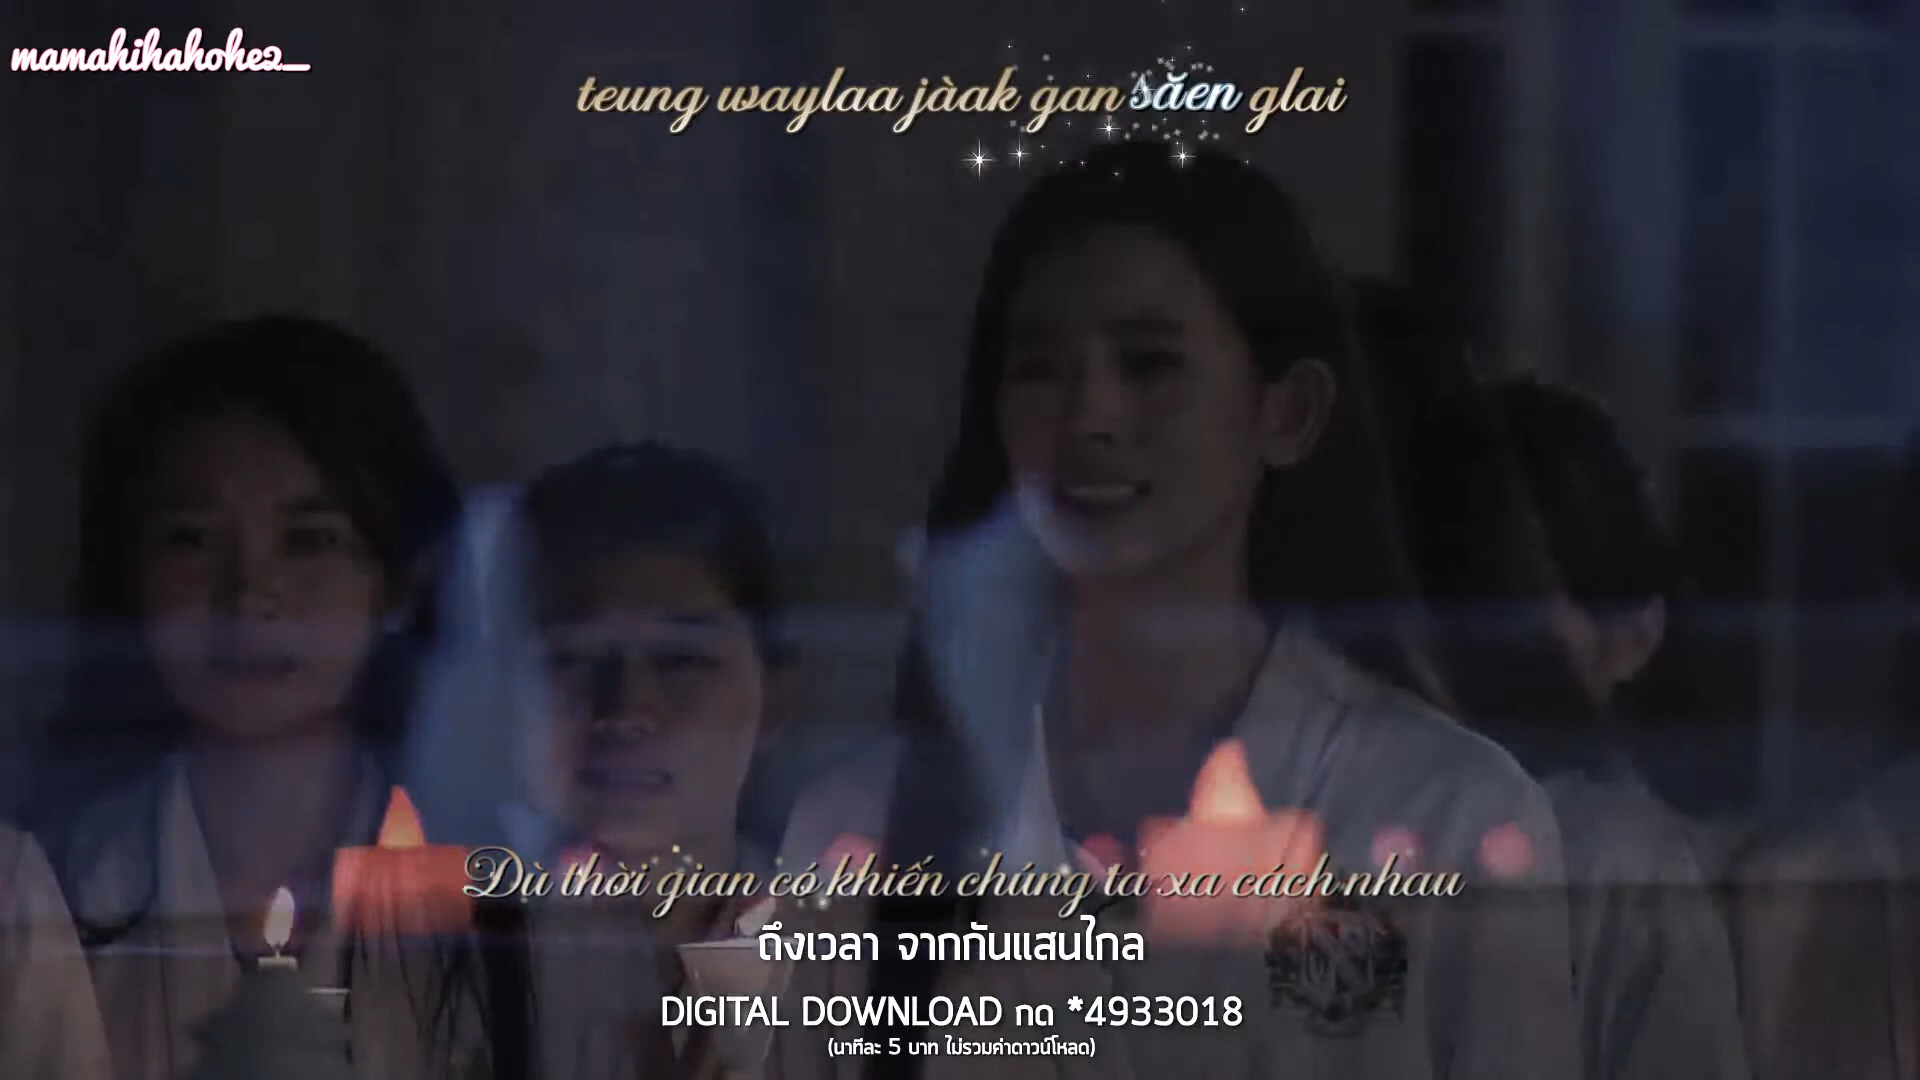 mamahihahohe2_
teung waylaa jàak gan săen glai
Dù thời gian có khiến chúng ta xa cách nhau
ถึงเวลา จากกันแสนไกล
DIGITAL DOWNLOAD กด *4933018
(นาทีละ 5 บาท ไม่รวมค่าดาวน์โหลด)